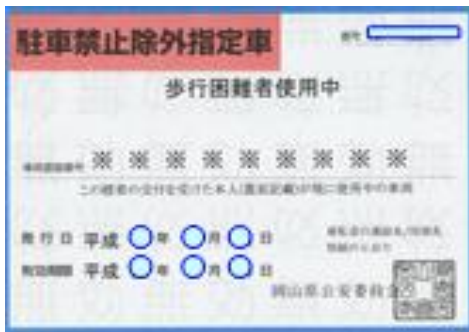 駐車禁止除外指定車
番号
歩行困難者使用中
※ ※ ※ ※ ※ ※ ※ ※ ※
この標章の交付を受けた本人(裏面記載)が現に使用中の車両
発行日 平成 年 月 日
有効期限 平成 年 月 日
岡山県公安委員会